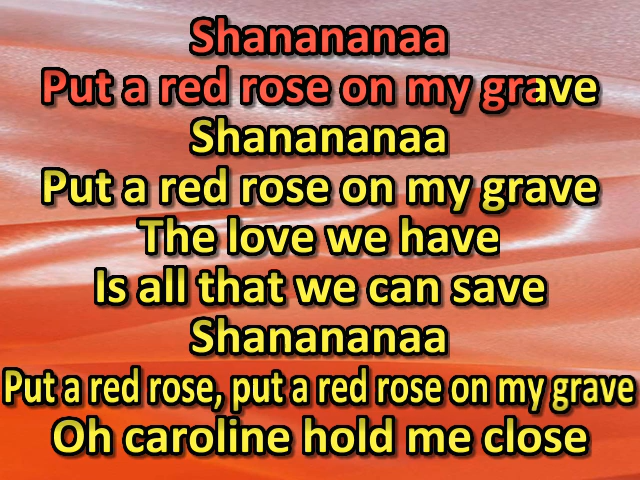 Shanananaa
Put a red rose on my grave
Shanananaa
Put a red rose on my grave
The love we have
Is all that we can save
Shanananaa
Put a red rose, put a red rose on my grave
Oh caroline hold me close